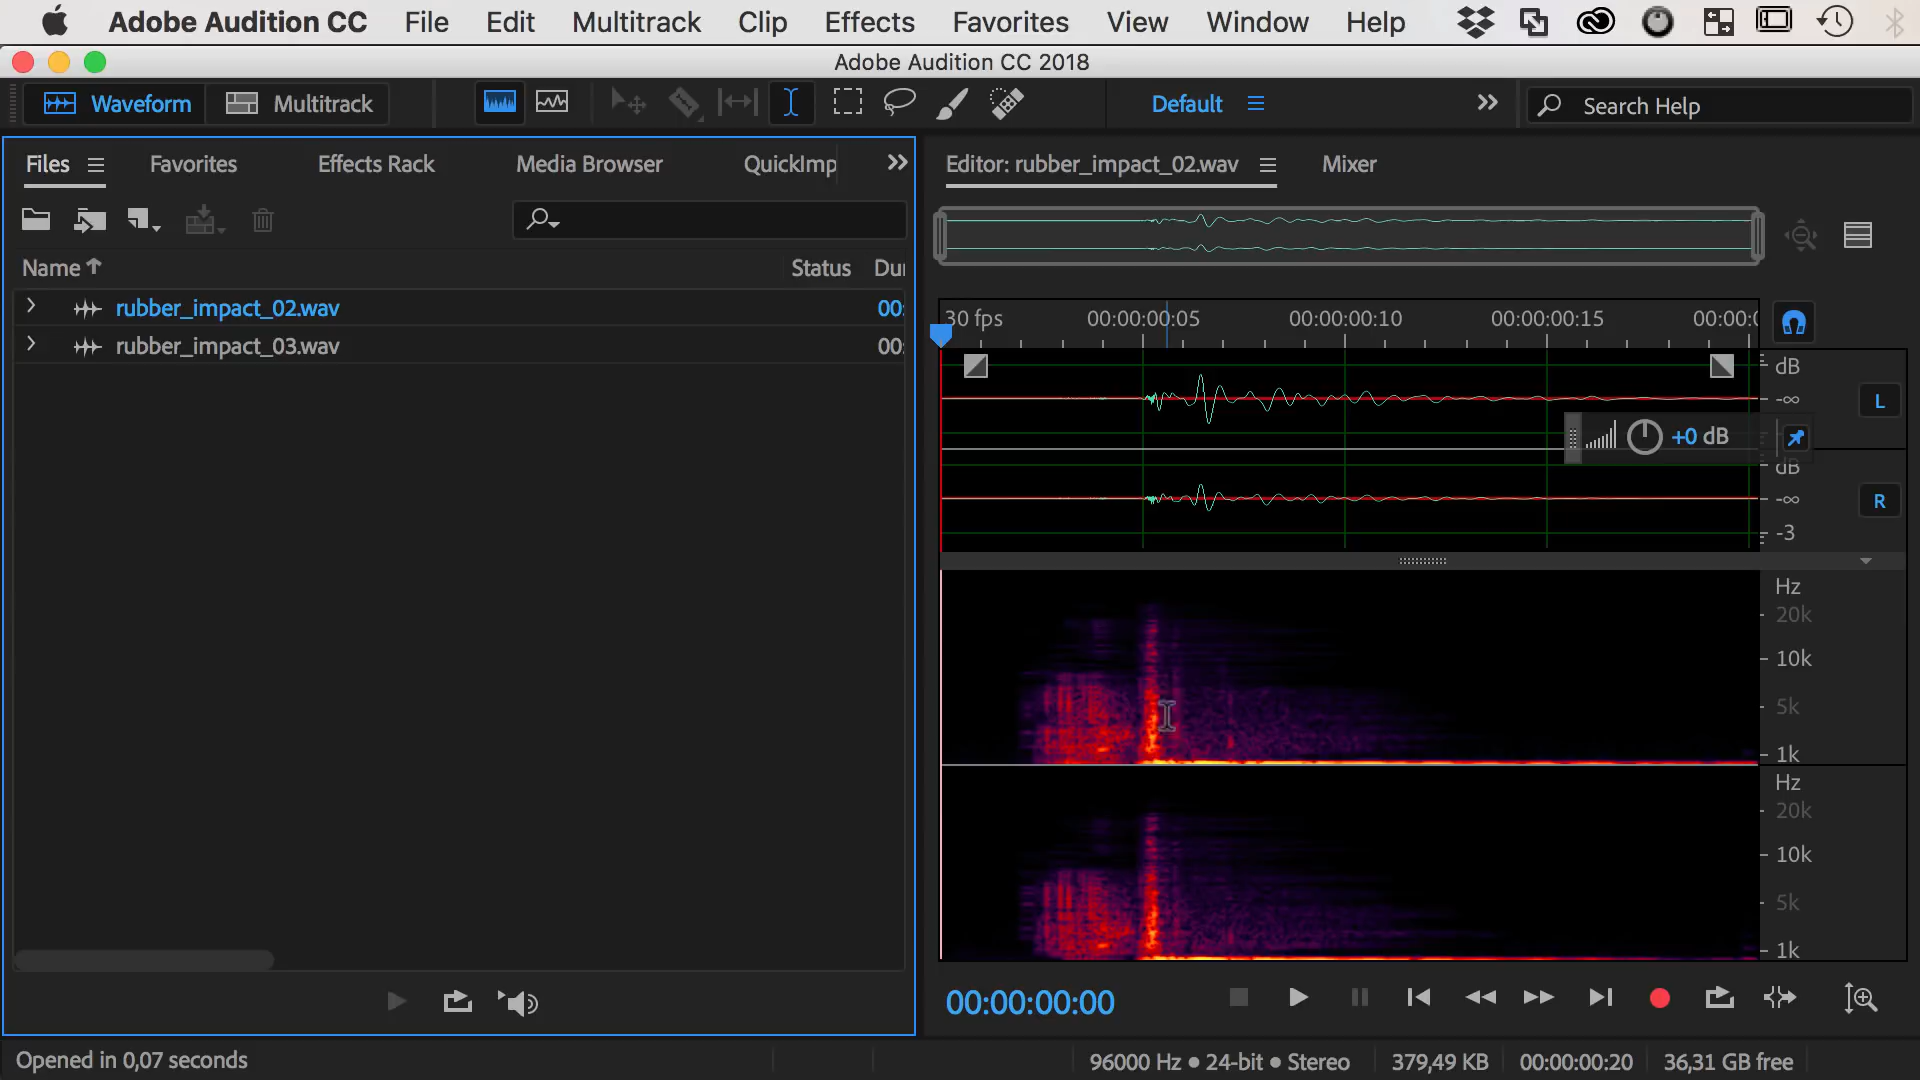 Adobe Audition CC File Edit Multitrack Clip Effects Favorites View Window Help
Adobe Audition CC 2018
Waveform Multitrack Default Search Help
Files Favorites Effects Rack Media Browser QuickImp
Editor: rubber_impact_02.wav Mixer
Name Status Dur
rubber_impact_02.wav 00:
rubber_impact_03.wav 00:
30 fps 00:00:00:05 00:00:00:10 00:00:00:15 00:00:0
dB
-∞
L
+0 dB
dB
-∞
R
-3
Hz
20k
10k
5k
1k
Hz
20k
10k
5k
1k
00:00:00:00
Opened in 0,07 seconds
96000 Hz ● 24-bit ● Stereo 379,49 KB 00:00:00:20 36,31 GB free